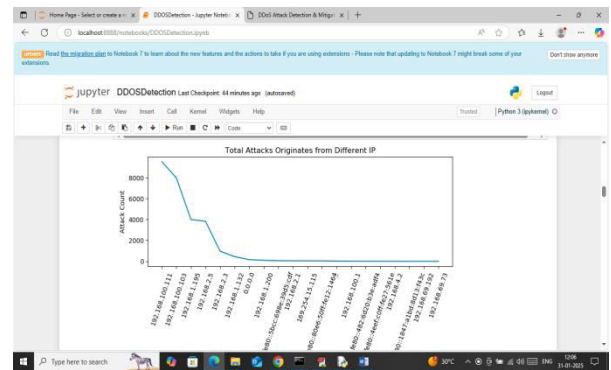 Home Page - Select or create a n
DDOSDetection - Jupyter Noteb
DDoS Attack Detection & Mitiga
localhost:8888/notebooks/DDOSDetection.ipynb
UPDATE Read the migration plan to Notebook 7 to learn about the new features and the actions to take if you are using extensions - Please note that updating to Notebook 7 might break some of your extensions.
Don't show anymore
jupyter DDOSDetection Last Checkpoint: 44 minutes ago (autosaved)
Logout
File Edit View Insert Cell Kernel Widgets Help
Trusted Python 3 (ipykernel)
Run Code
Total Attacks Originates from Different IP
Attack Count
8000
6000
4000
2000
0
192.168.100.111
192.168.100.103
192.168.1.195
192.168.2.5
192.168.1.132
0.0.0.0
192.168.1.200
192.168.2.1
169.254.15.115
192.168.100.1
192.168.4.2
192.168.69.192
192.168.69.73
Type here to search
30°C
ENG
12:06
31-01-2025